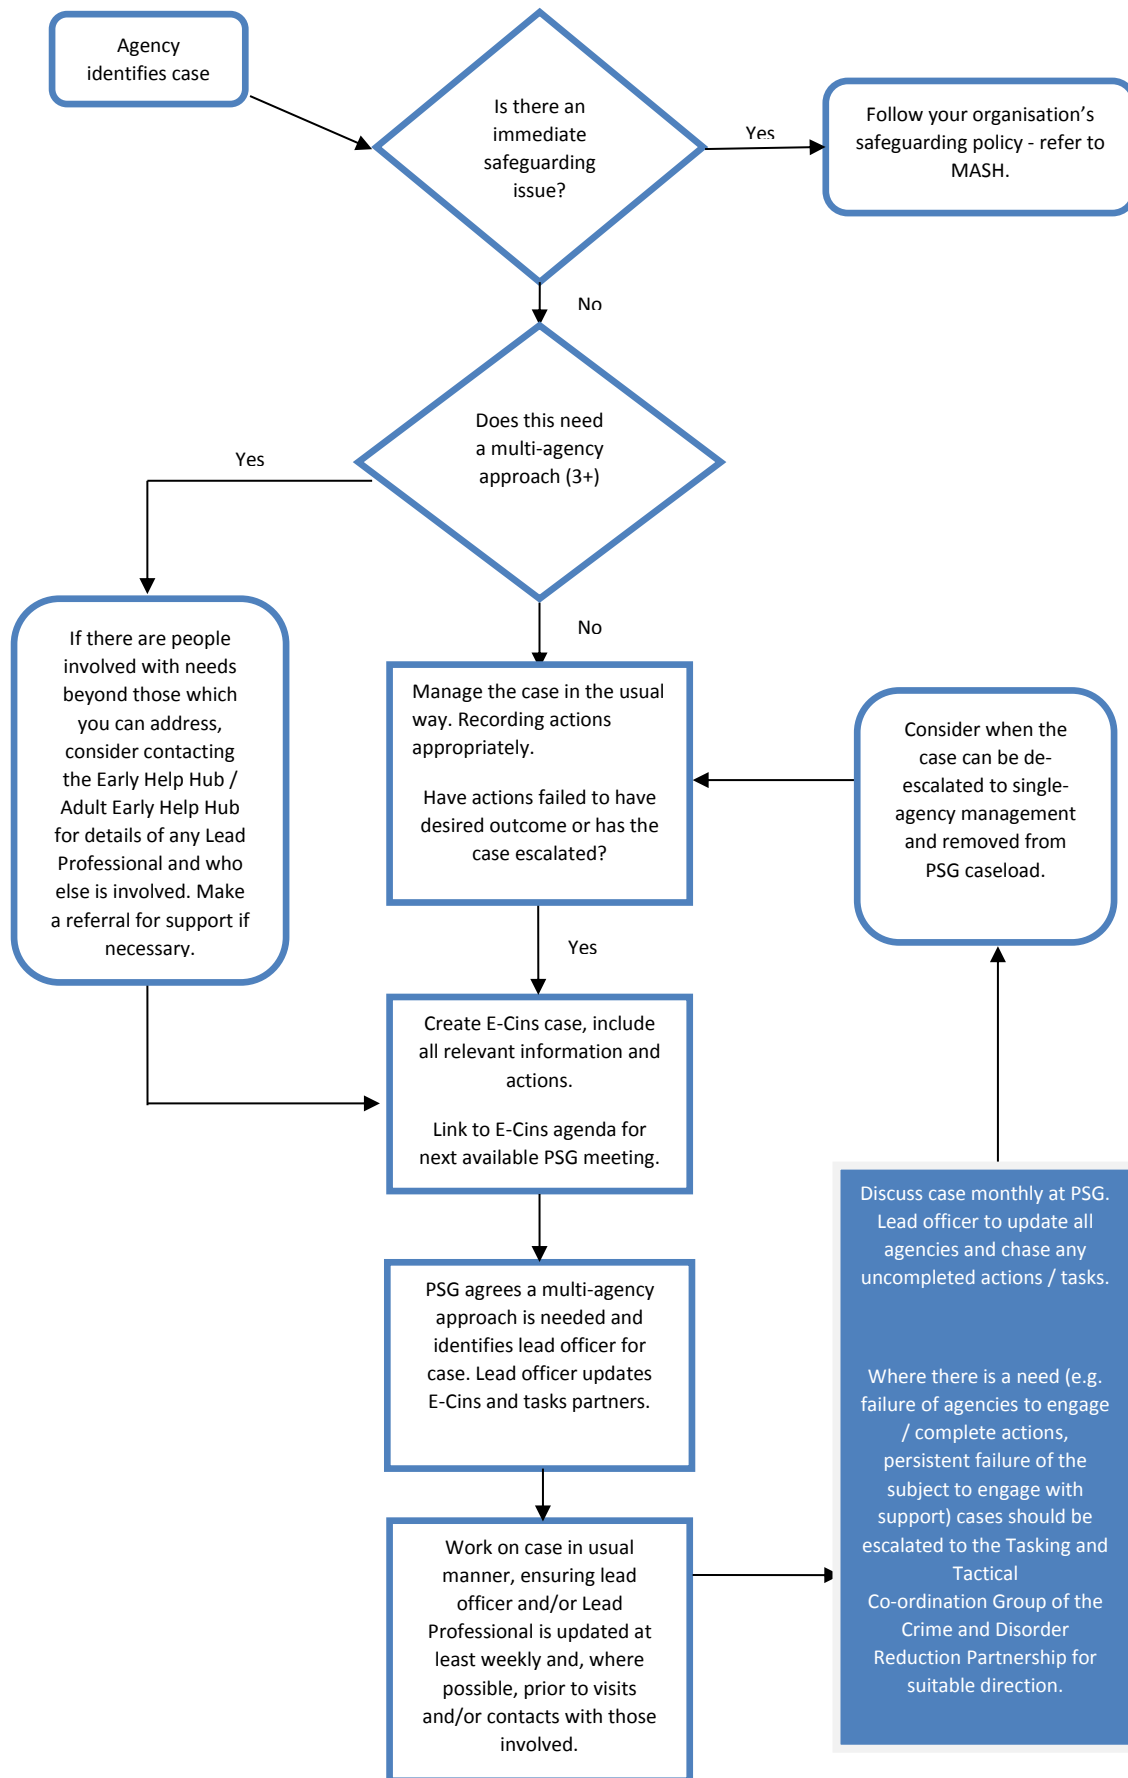 Agency
identifies case
Is there an
immediate
safeguarding
issue?
Yes
Follow your organisation’s
safeguarding policy - refer to
MASH.
No
Does this need
a multi-agency
approach (3+)
Yes
No
If there are people
involved with needs
beyond those which
you can address,
consider contacting
the Early Help Hub /
Adult Early Help Hub
for details of any Lead
Professional and who
else is involved. Make
a referral for support if
necessary.
Manage the case in the usual
way. Recording actions
appropriately.
Have actions failed to have
desired outcome or has the
case escalated?
Consider when the
case can be de-
escalated to single-
agency management
and removed from
PSG caseload.
Yes
Create E-Cins case, include
all relevant information and
actions.
Link to E-Cins agenda for
next available PSG meeting.
PSG agrees a multi-agency
approach is needed and
identifies lead officer for
case. Lead officer updates
E-Cins and tasks partners.
Work on case in usual
manner, ensuring lead
officer and/or Lead
Professional is updated at
least weekly and, where
possible, prior to visits
and/or contacts with those
involved.
Discuss case monthly at PSG.
Lead officer to update all
agencies and chase any
uncompleted actions / tasks.
Where there is a need (e.g.
failure of agencies to engage
/ complete actions,
persistent failure of the
subject to engage with
support) cases should be
escalated to the Tasking and
Tactical
Co-ordination Group of the
Crime and Disorder
Reduction Partnership for
suitable direction.